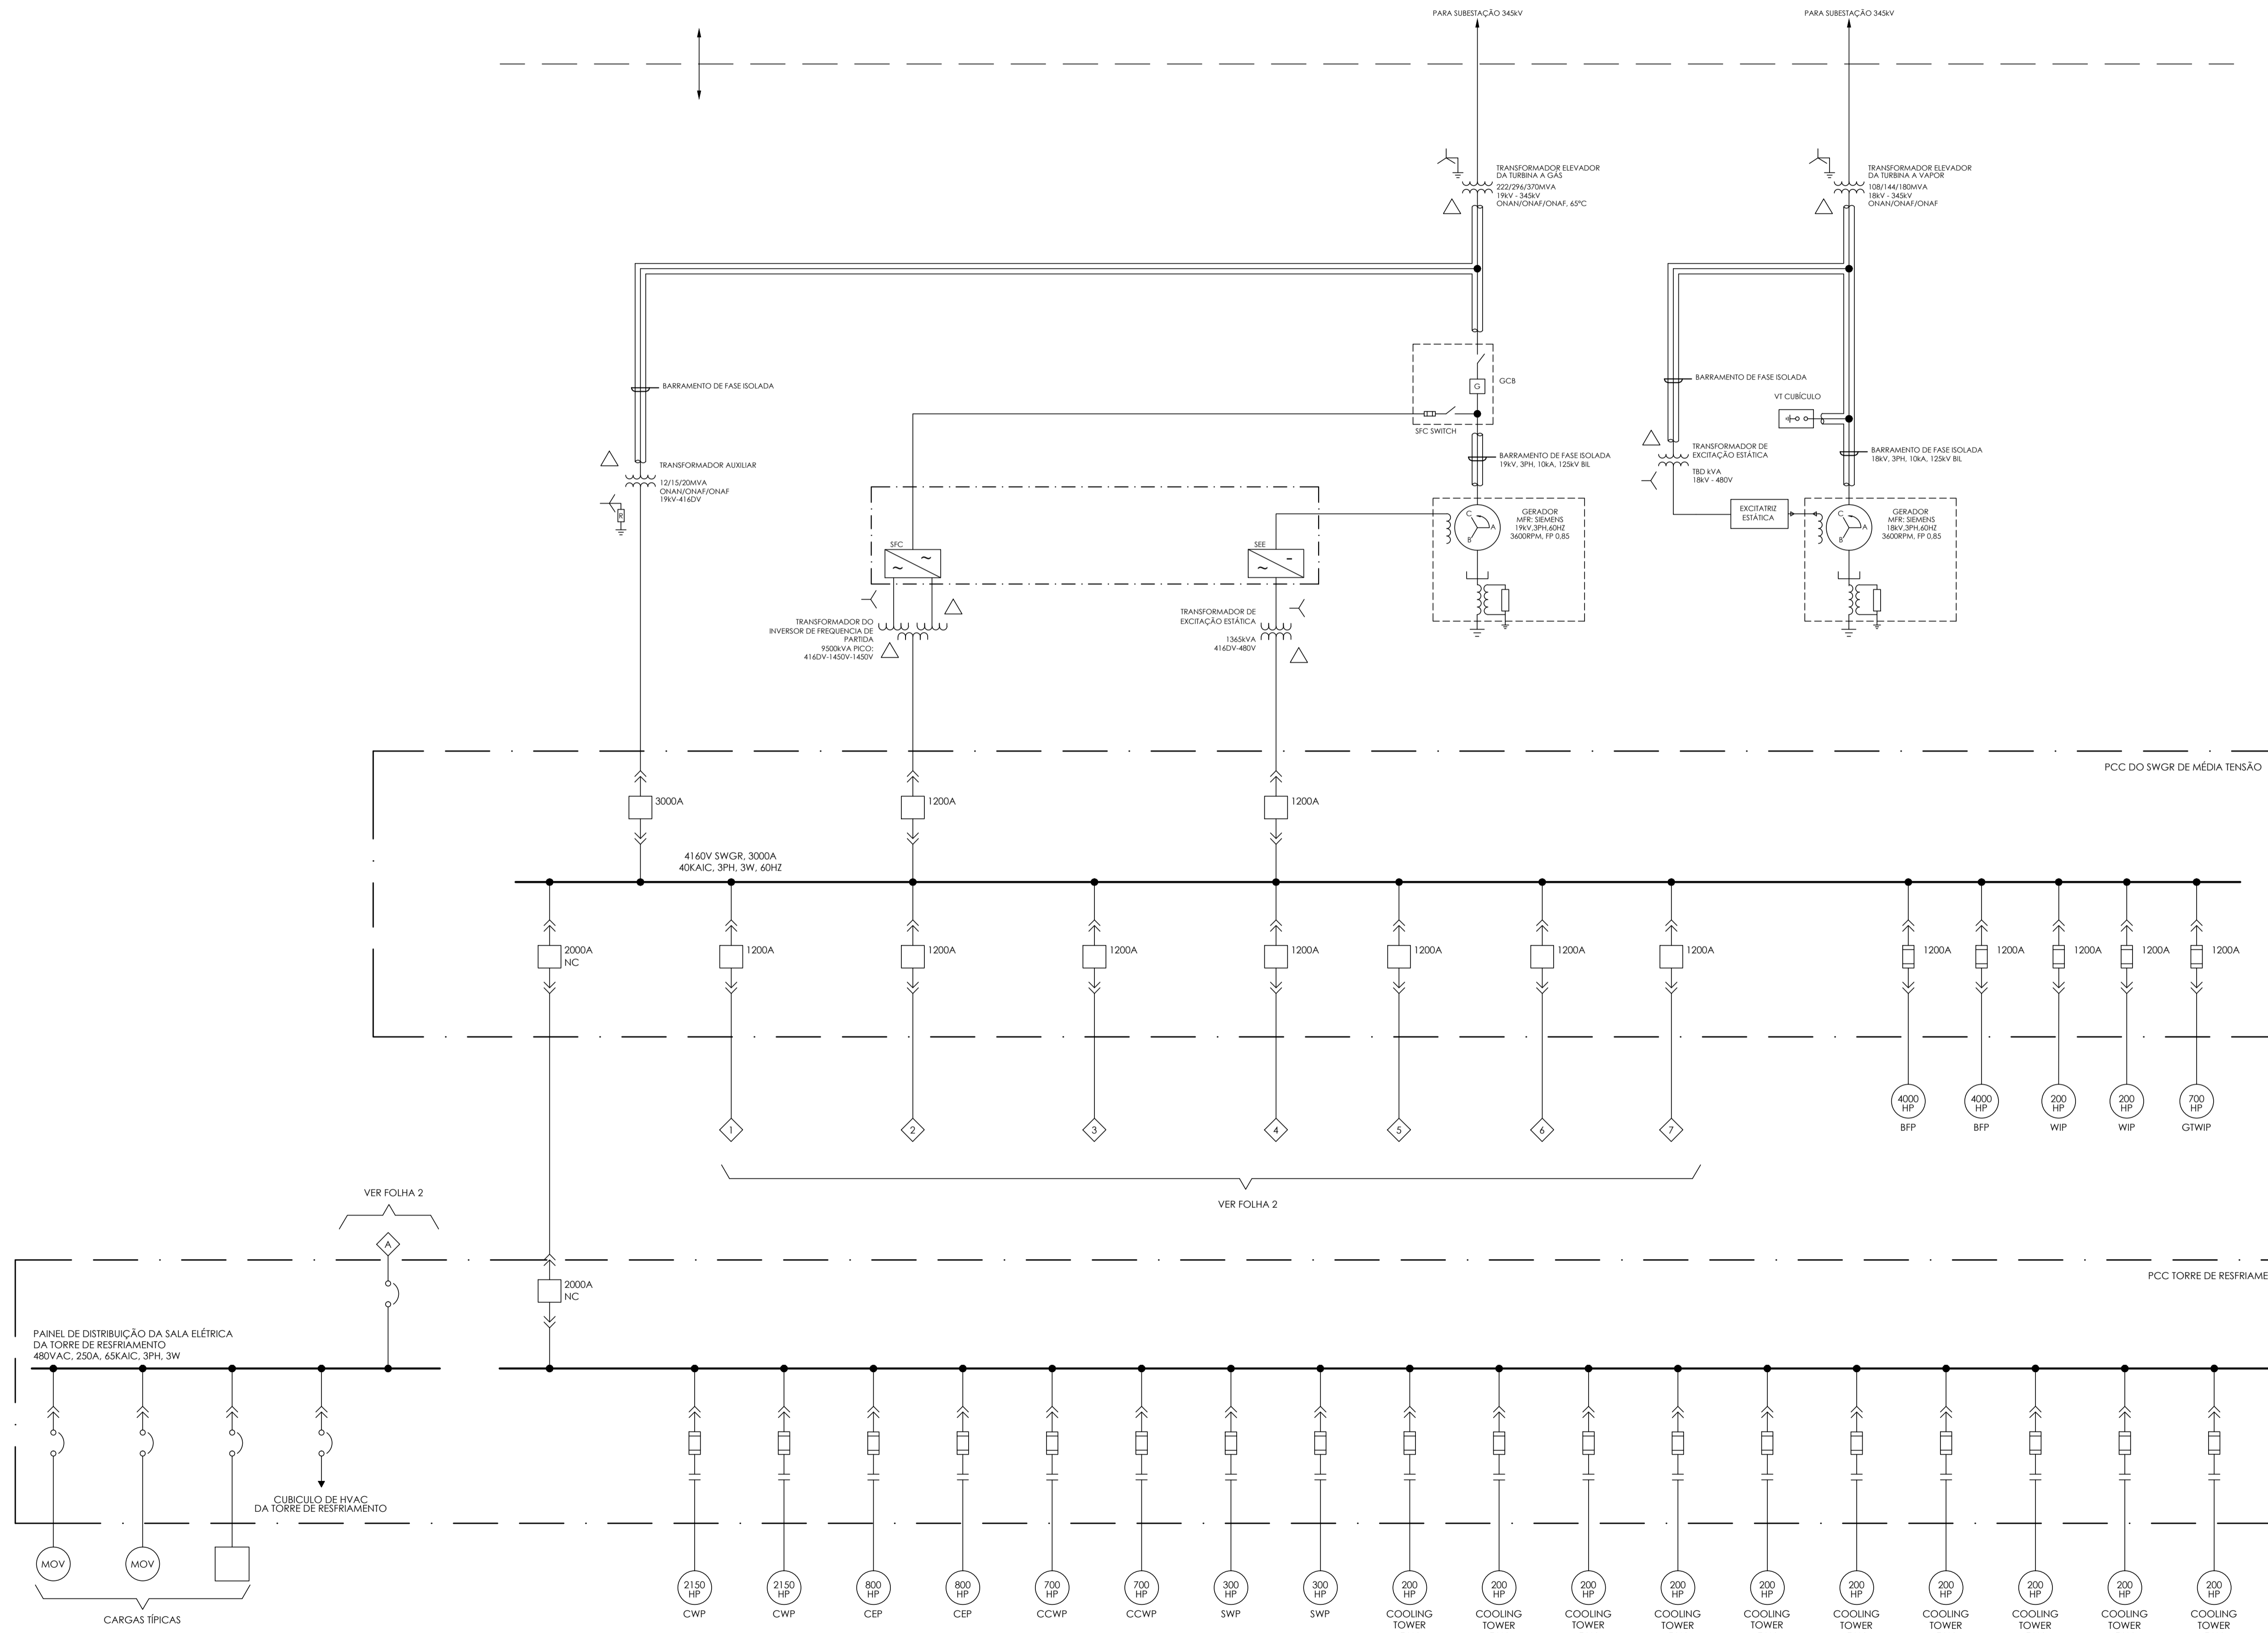 PARA SUBESTAÇÃO 345kV
PARA SUBESTAÇÃO 345kV
TRANSFORMADOR ELEVADOR
DA TURBINA A GÁS
222/296/370MVA
19kV - 345kV
ONAN/ONAF/ONAF, 65°C
TRANSFORMADOR ELEVADOR
DA TURBINA A VAPOR
108/144/180MVA
18kV - 345kV
ONAN/ONAF/ONAF
BARRAMENTO DE FASE ISOLADA
GCB
G
SFC SWITCH
BARRAMENTO DE FASE ISOLADA
VT CUBÍCULO
TRANSFORMADOR AUXILIAR
12/15/20MVA
ONAN/ONAF/ONAF
19kV-416DV
R
BARRAMENTO DE FASE ISOLADA
19kV, 3PH, 10kA, 125kV BIL
TRANSFORMADOR DE
EXCITAÇÃO ESTÁTICA
TBD kVA
18kV - 480V
BARRAMENTO DE FASE ISOLADA
18kV, 3PH, 10kA, 125kV BIL
SFC
SEE
C
A
B
GERADOR
MFR: SIEMENS
19kV,3PH,60HZ
3600RPM, FP 0,85
EXCITATRIZ
ESTÁTICA
C
A
B
GERADOR
MFR: SIEMENS
18kV,3PH,60HZ
3600RPM, FP 0,85
TRANSFORMADOR DO
INVERSOR DE FREQUENCIA DE
PARTIDA
9500kVA PICO;
416DV-1450V-1450V
TRANSFORMADOR DE
EXCITAÇÃO ESTÁTICA
1365kVA
416DV-480V
PCC DO SWGR DE MÉDIA TENSÃO
3000A
1200A
1200A
4160V SWGR, 3000A
40KAIC, 3PH, 3W, 60HZ
2000A
NC
1200A
1200A
1200A
1200A
1200A
1200A
1200A
1200A
1200A
1200A
1200A
1200A
1
2
3
4
5
6
7
4000
HP
BFP
4000
HP
BFP
200
HP
WIP
200
HP
WIP
700
HP
GTWIP
VER FOLHA 2
VER FOLHA 2
A
2000A
NC
PCC TORRE DE RESFRIAME
PAINEL DE DISTRIBUIÇÃO DA SALA ELÉTRICA
DA TORRE DE RESFRIAMENTO
480VAC, 250A, 65KAIC, 3PH, 3W
CUBICULO DE HVAC
DA TORRE DE RESFRIAMENTO
MOV
MOV
CARGAS TÍPICAS
2150
HP
CWP
2150
HP
CWP
800
HP
CEP
800
HP
CEP
700
HP
CCWP
700
HP
CCWP
300
HP
SWP
300
HP
SWP
200
HP
COOLING
TOWER
200
HP
COOLING
TOWER
200
HP
COOLING
TOWER
200
HP
COOLING
TOWER
200
HP
COOLING
TOWER
200
HP
COOLING
TOWER
200
HP
COOLING
TOWER
200
HP
COOLING
TOWER
200
HP
COOLING
TOWER
200
HP
COOLING
TOWER